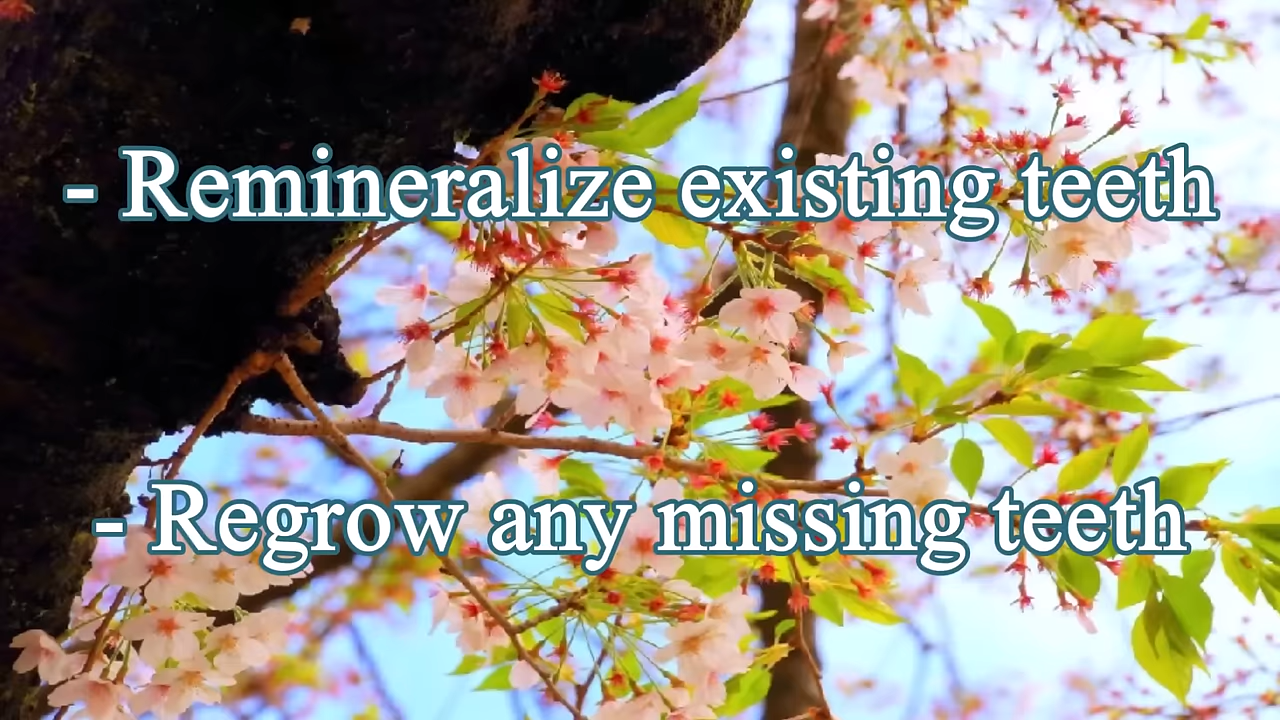 - Remineralize existing teeth
- Regrow any missing teeth